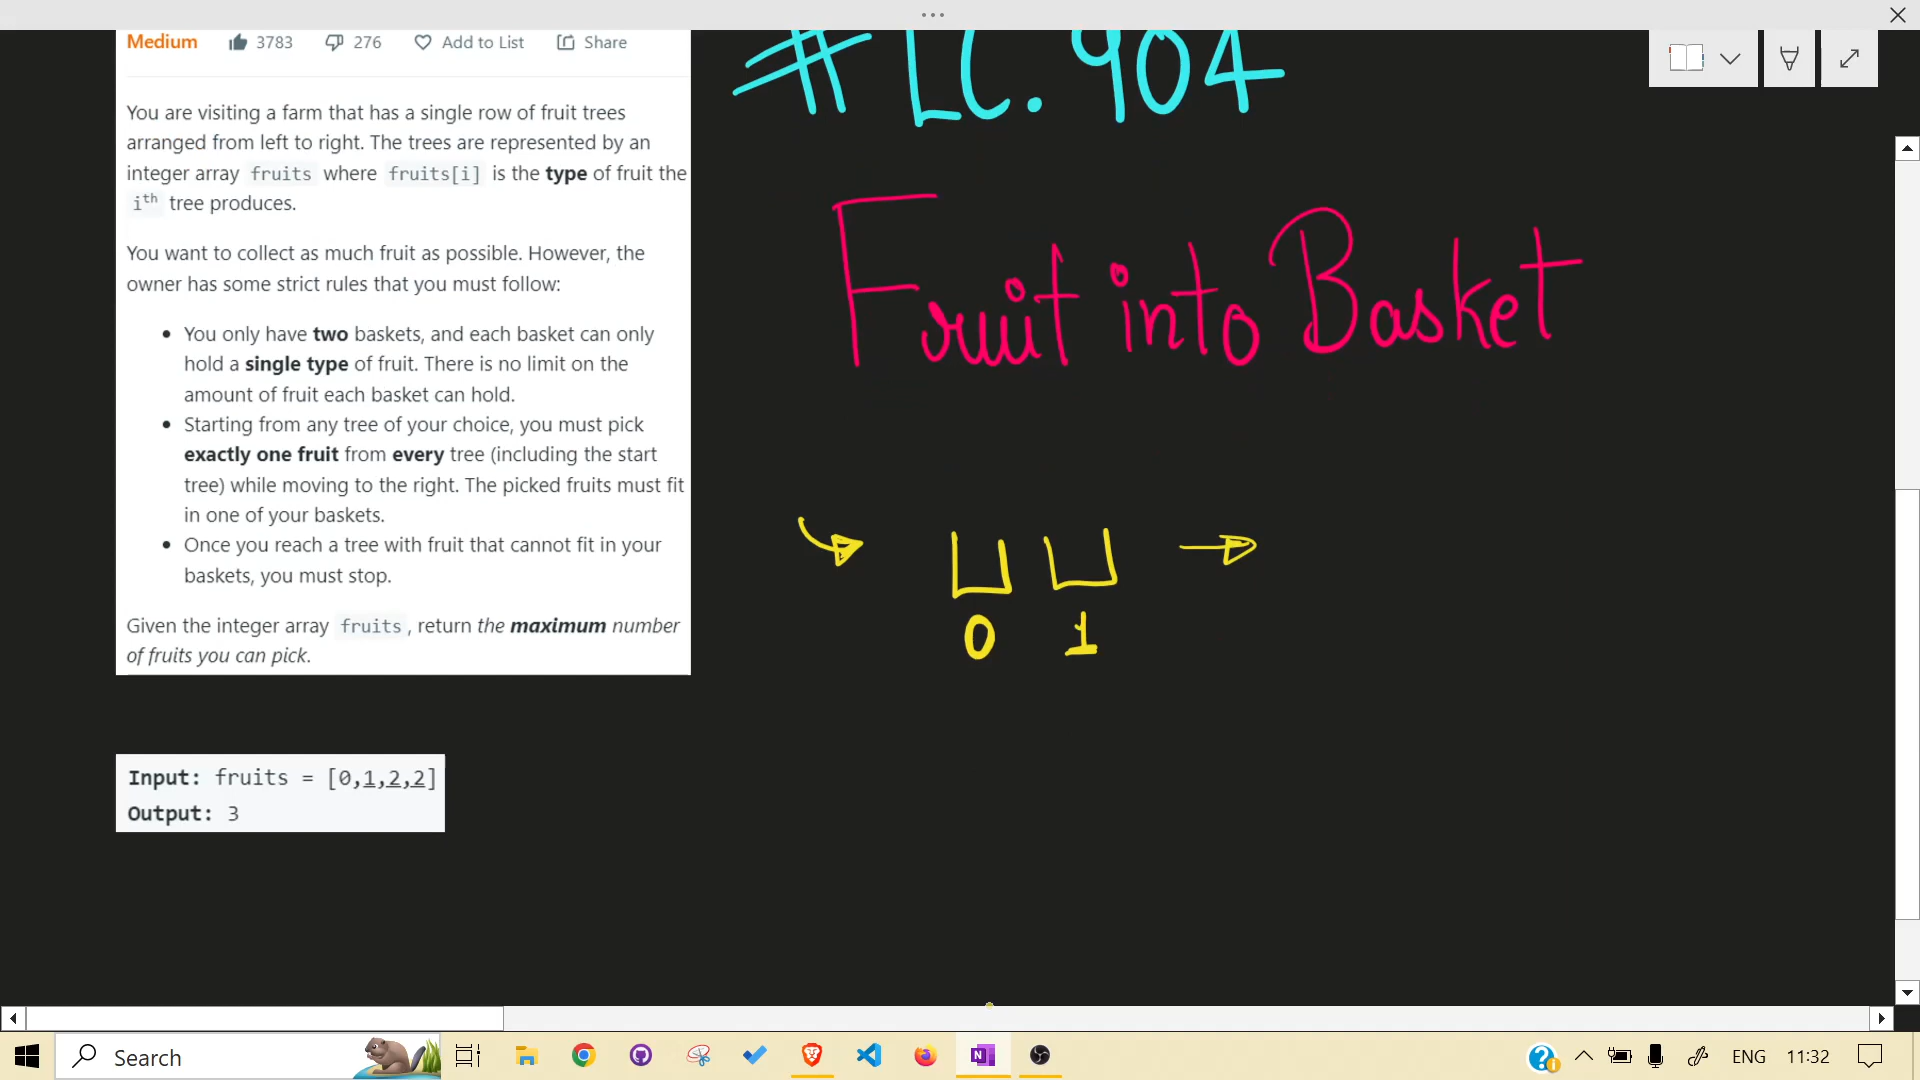 Medium 3783 276 Add to List Share
# LC. 904
You are visiting a farm that has a single row of fruit trees
arranged from left to right. The trees are represented by an
integer array fruits where fruits[i] is the type of fruit the
ith tree produces.
You want to collect as much fruit as possible. However, the
owner has some strict rules that you must follow:
• You only have two baskets, and each basket can only
hold a single type of fruit. There is no limit on the
amount of fruit each basket can hold.
• Starting from any tree of your choice, you must pick
exactly one fruit from every tree (including the start
tree) while moving to the right. The picked fruits must fit
in one of your baskets.
• Once you reach a tree with fruit that cannot fit in your
baskets, you must stop.
Given the integer array fruits, return the maximum number
of fruits you can pick.
Fruit into Basket
0 1
Input: fruits = [0,1,2,2]
Output: 3
Search
ENG 11:32